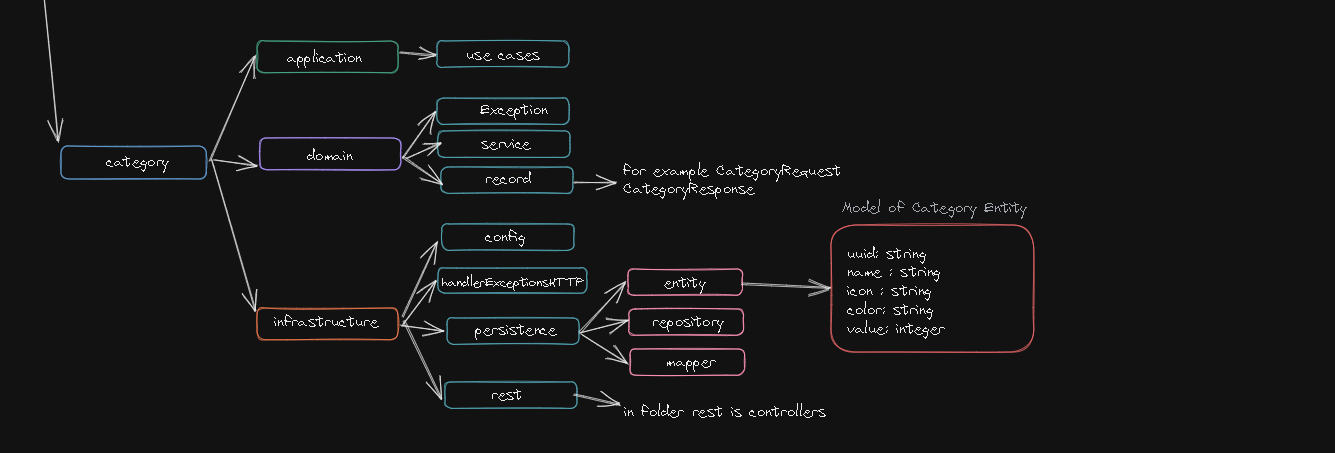 application
use cases
Exception
category
domain
service
record
for example CategoryRequest
CategoryResponse
config
handlerExceptionsHTTP
infrastructure
persistence
rest
in folder rest is controllers
entity
repository
mapper
Model of Category Entity
uuid: string
name : string
icon : string
color: string
value: integer